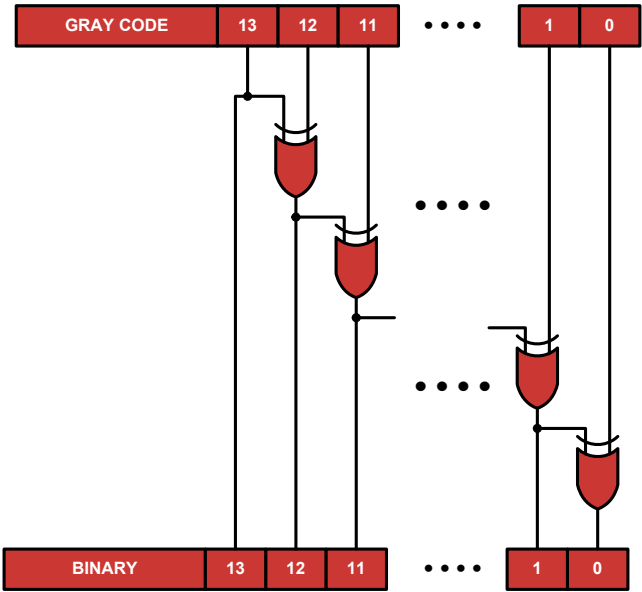 GRAY CODE 13 12 11 •••• 1 0
BINARY 13 12 11 •••• 1 0